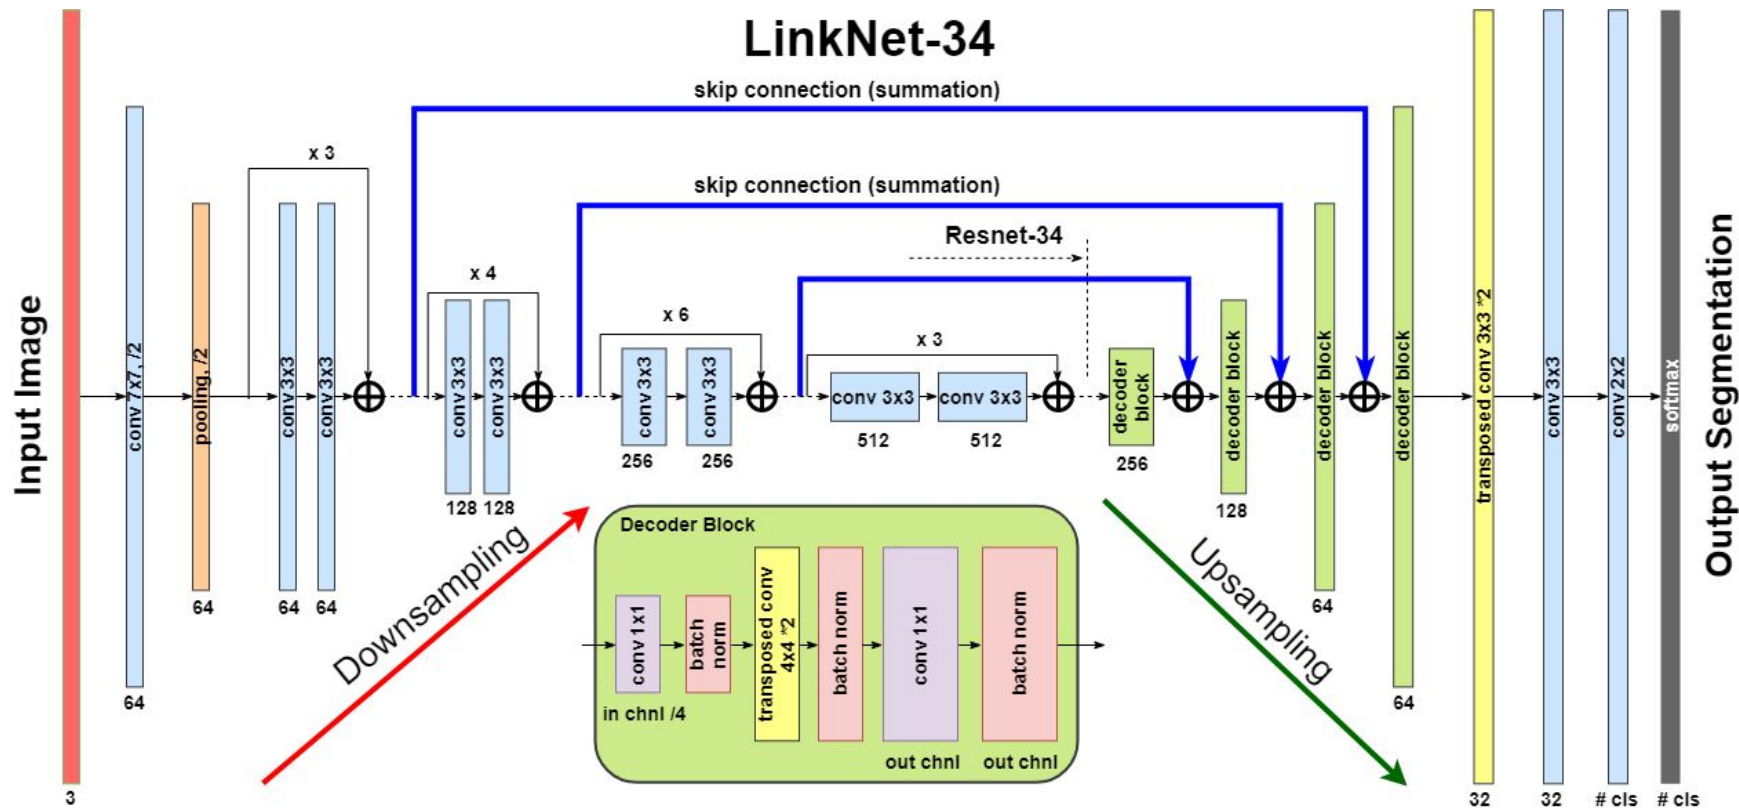 LinkNet-34
skip connection (summation)
x 3
skip connection (summation)
Resnet-34
x 4
x 6
x 3
Input Image
conv 7x7, /2
pooling, /2
conv 3x3
conv 3x3
conv 3x3
conv 3x3
conv 3x3
conv 3x3
conv 3x3
conv 3x3
decoder
block
decoder block
decoder block
decoder block
transposed conv 3x3 *2
conv 3x3
conv 2x2
softmax
Output Segmentation
512
512
256
256
256
128
128
128
64
64
64
64
64
64
3
32
32
# cls
# cls
Downsampling
Upsampling
Decoder Block
conv 1x1
batch
norm
transposed conv
4x4 *2
batch norm
conv 1x1
batch norm
in chnl /4
out chnl
out chnl